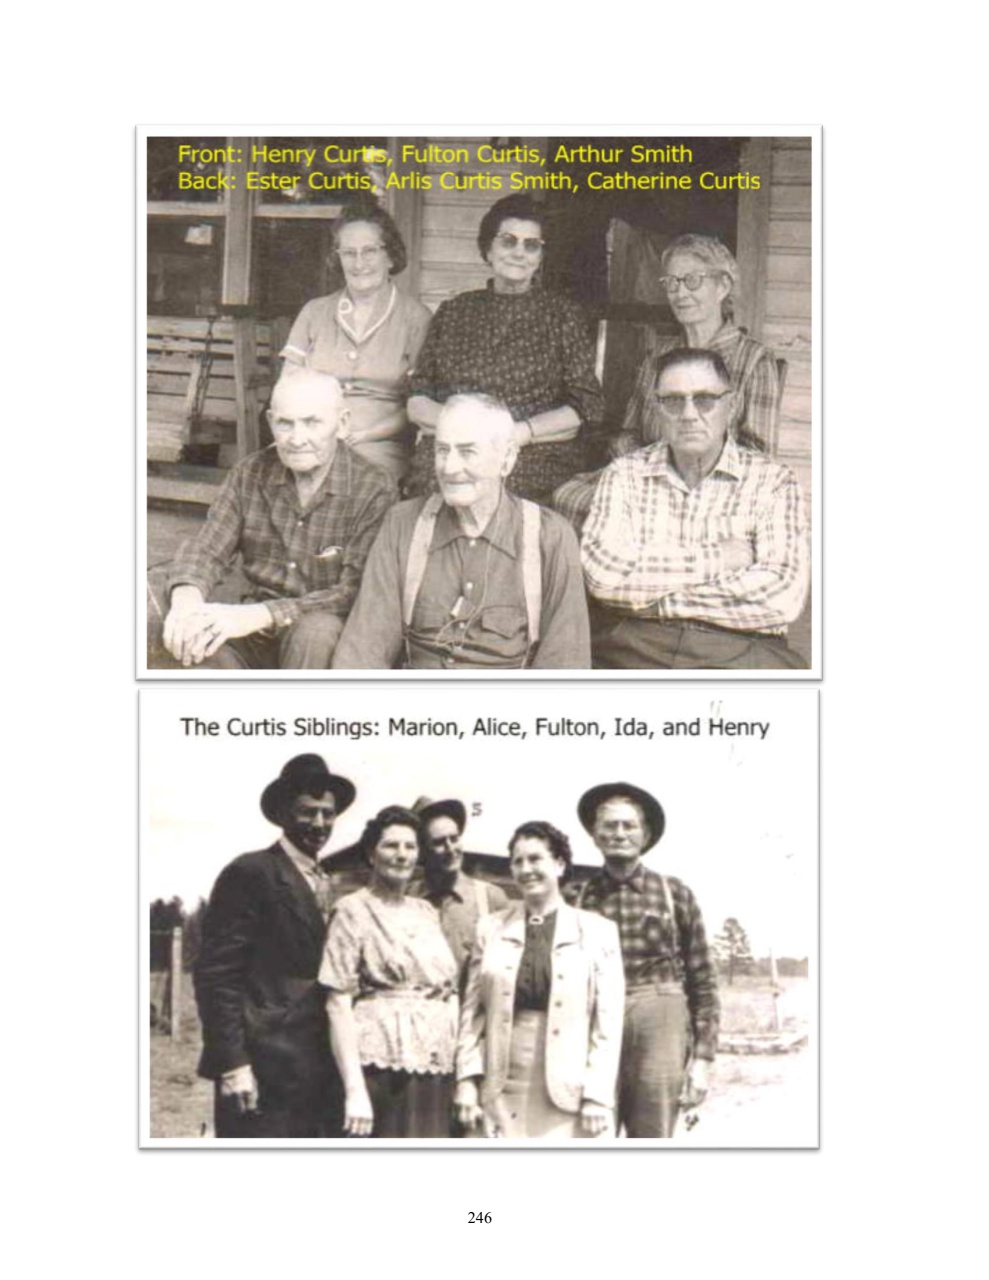 Front: Henry Curtis, Fulton Curtis, Arthur Smith
Back: Ester Curtis, Arlis Curtis Smith, Catherine Curtis
The Curtis Siblings: Marion, Alice, Fulton, Ida, and Henry
5
246